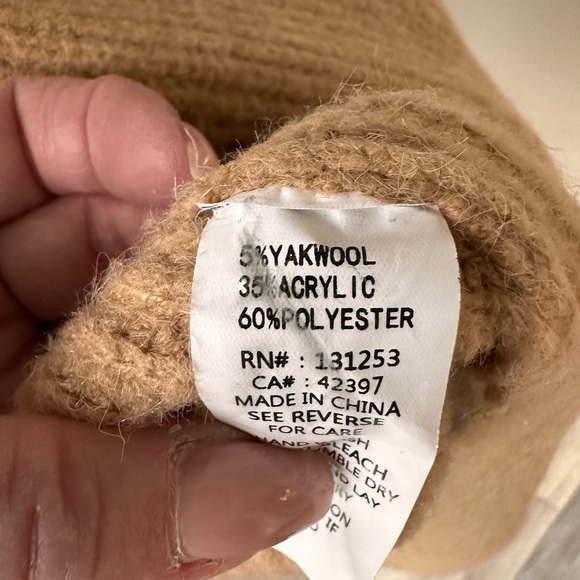 5%YAKWOOL
35%ACRYLIC
60%POLYESTER
RN# : 131253
CA# : 42397
MADE IN CHINA
SEE REVERSE
FOR CARE
BLEACH
DRY
LAY
IF